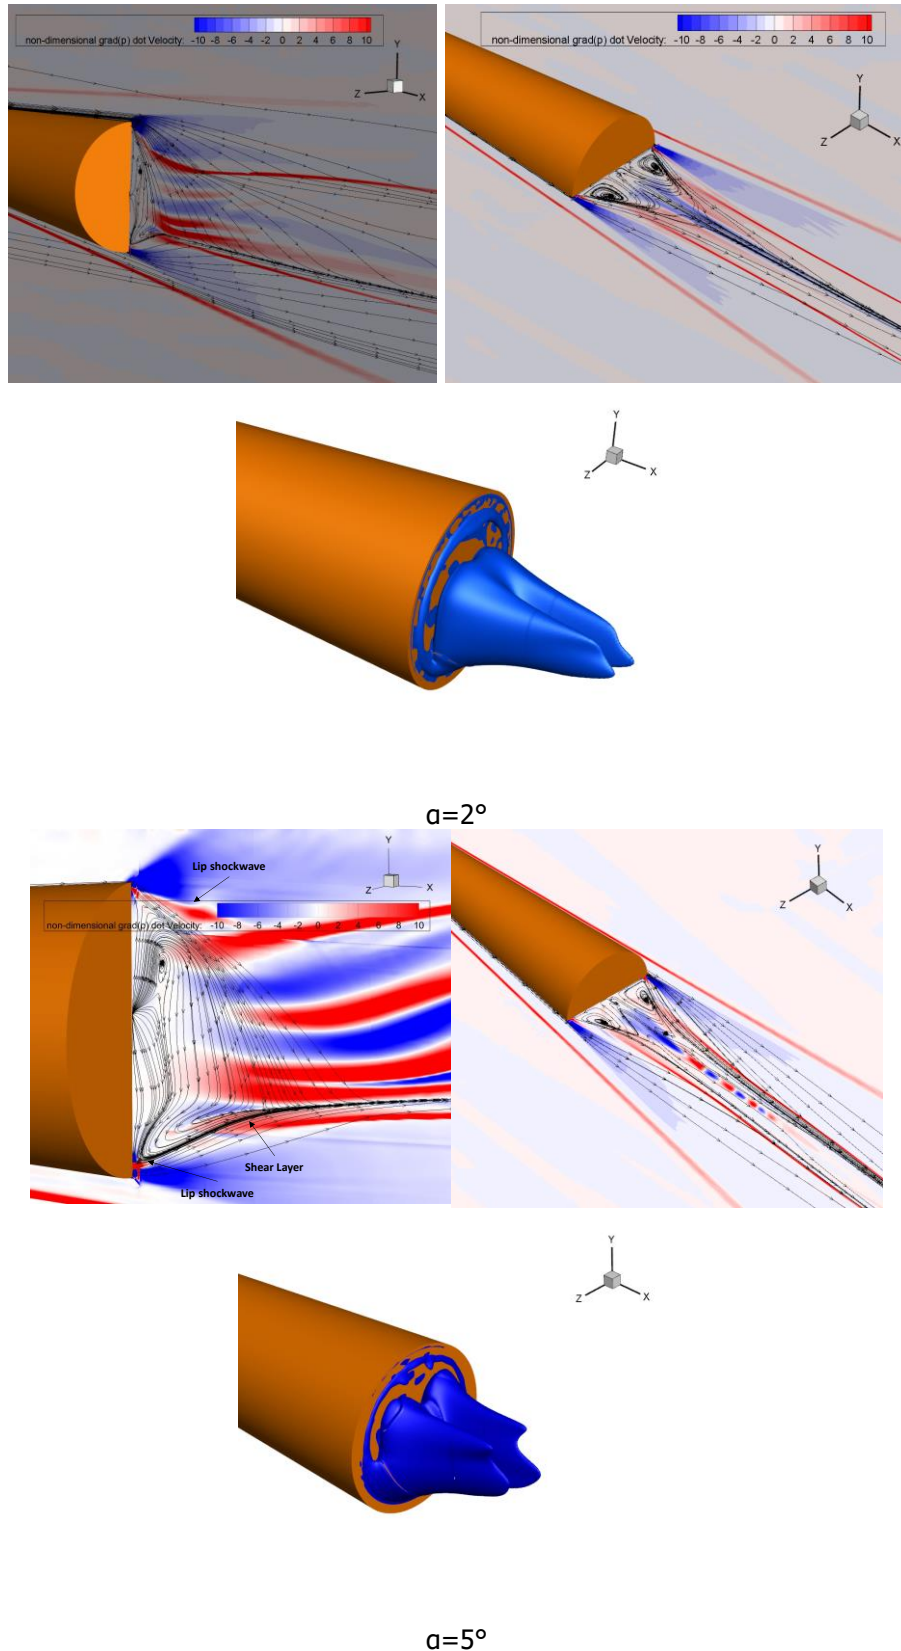 non-dimensional grad(p) dot Velocity: -10 -8 -6 -4 -2 0 2 4 6 8 10
Y
Z
X
non-dimensional grad(p) dot Velocity: -10 -8 -6 -4 -2 0 2 4 6 8 10
Y
Z
X
Y
Z
X
α=2°
Lip shockwave
Y
Z
X
non-dimensional grad(p) dot Velocity: -10 -8 -6 -4 -2 0 2 4 6 8 10
Shear Layer
Lip shockwave
Y
Z
X
Y
Z
X
α=5°